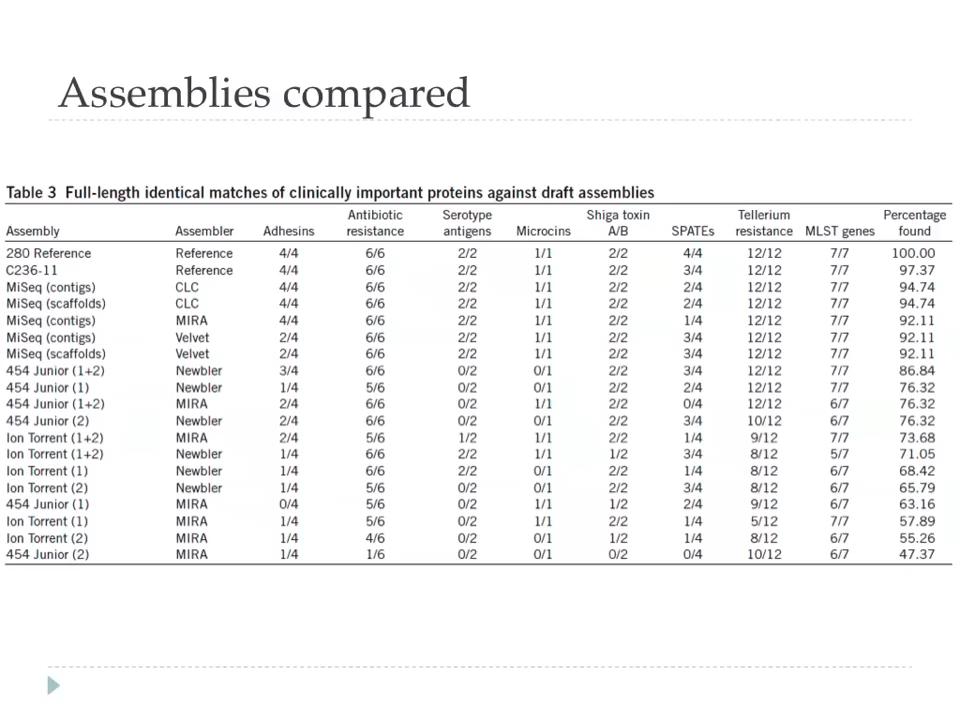 Assemblies compared
Table 3 Full-length identical matches of clinically important proteins against draft assemblies
Assembly Assembler Adhesins Antibiotic resistance Serotype antigens Microcins Shiga toxin A/B SPATEs Tellerium resistance MLST genes Percentage found
280 Reference Reference 4/4 6/6 2/2 1/1 2/2 4/4 12/12 7/7 100.00
C236-11 Reference 4/4 6/6 2/2 1/1 2/2 3/4 12/12 7/7 97.37
MiSeq (contigs) CLC 4/4 6/6 2/2 1/1 2/2 2/4 12/12 7/7 94.74
MiSeq (scaffolds) CLC 4/4 6/6 2/2 1/1 2/2 2/4 12/12 7/7 94.74
MiSeq (contigs) MIRA 4/4 6/6 2/2 1/1 2/2 1/4 12/12 7/7 92.11
MiSeq (contigs) Velvet 2/4 6/6 2/2 1/1 2/2 3/4 12/12 7/7 92.11
MiSeq (scaffolds) Velvet 2/4 6/6 2/2 1/1 2/2 3/4 12/12 7/7 92.11
454 Junior (1+2) Newbler 3/4 6/6 0/2 0/1 2/2 3/4 12/12 7/7 86.84
454 Junior (1) Newbler 1/4 5/6 0/2 0/1 2/2 2/4 12/12 7/7 76.32
454 Junior (1+2) MIRA 2/4 6/6 0/2 1/1 2/2 0/4 12/12 6/7 76.32
454 Junior (2) Newbler 2/4 6/6 0/2 0/1 2/2 3/4 10/12 6/7 76.32
Ion Torrent (1+2) MIRA 2/4 5/6 1/2 1/1 2/2 1/4 9/12 7/7 73.68
Ion Torrent (1+2) Newbler 1/4 6/6 2/2 1/1 1/2 3/4 8/12 5/7 71.05
Ion Torrent (1) Newbler 1/4 6/6 2/2 0/1 2/2 1/4 8/12 6/7 68.42
Ion Torrent (2) Newbler 1/4 5/6 0/2 0/1 2/2 3/4 8/12 6/7 65.79
454 Junior (1) MIRA 0/4 5/6 0/2 1/1 1/2 2/4 9/12 6/7 63.16
Ion Torrent (1) MIRA 1/4 5/6 0/2 1/1 2/2 1/4 5/12 7/7 57.89
Ion Torrent (2) MIRA 1/4 4/6 0/2 0/1 1/2 1/4 8/12 6/7 55.26
454 Junior (2) MIRA 1/4 1/6 0/2 0/1 0/2 0/4 10/12 6/7 47.37